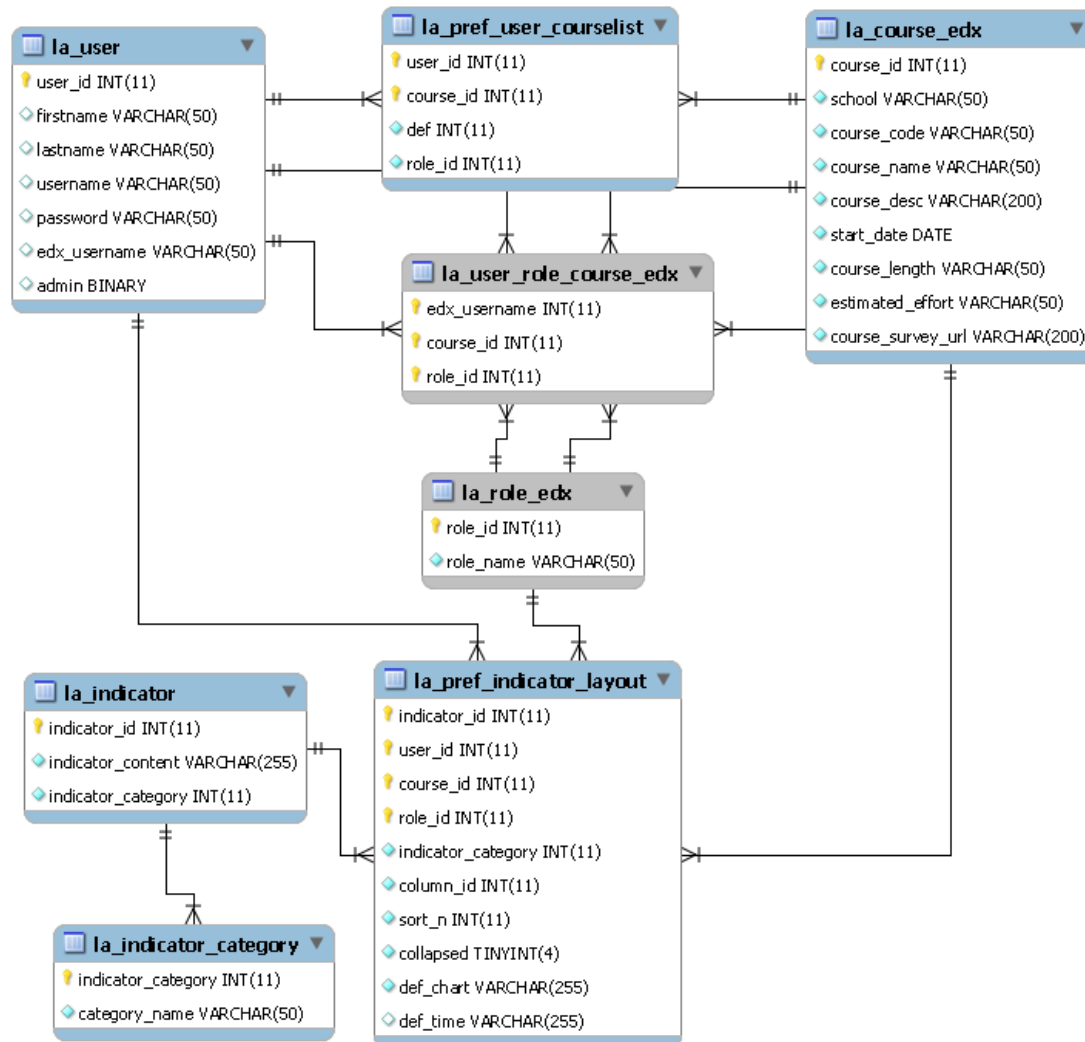 la_user
user_id INT(11)
firstname VARCHAR(50)
lastname VARCHAR(50)
username VARCHAR(50)
password VARCHAR(50)
edx_username VARCHAR(50)
admin BINARY
la_pref_user_courselist
user_id INT(11)
course_id INT(11)
def INT(11)
role_id INT(11)
la_course_edx
course_id INT(11)
school VARCHAR(50)
course_code VARCHAR(50)
course_name VARCHAR(50)
course_desc VARCHAR(200)
start_date DATE
course_length VARCHAR(50)
estimated_effort VARCHAR(50)
course_survey_url VARCHAR(200)
la_user_role_course_edx
edx_username INT(11)
course_id INT(11)
role_id INT(11)
la_role_edx
role_id INT(11)
role_name VARCHAR(50)
la_indicator
indicator_id INT(11)
indicator_content VARCHAR(255)
indicator_category INT(11)
la_pref_indicator_layout
indicator_id INT(11)
user_id INT(11)
course_id INT(11)
role_id INT(11)
indicator_category INT(11)
column_id INT(11)
sort_n INT(11)
collapsed TINYINT(4)
def_chart VARCHAR(255)
def_time VARCHAR(255)
la_indicator_category
indicator_category INT(11)
category_name VARCHAR(50)